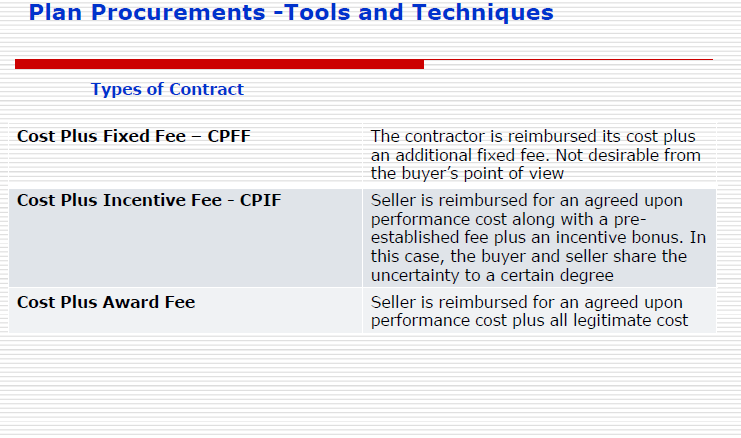 Plan Procurements -Tools and Techniques
Types of Contract
Cost Plus Fixed Fee – CPFF
The contractor is reimbursed its cost plus
an additional fixed fee. Not desirable from
the buyer's point of view
Cost Plus Incentive Fee - CPIF
Seller is reimbursed for an agreed upon
performance cost along with a pre-
established fee plus an incentive bonus. In
this case, the buyer and seller share the
uncertainty to a certain degree
Cost Plus Award Fee
Seller is reimbursed for an agreed upon
performance cost plus all legitimate cost